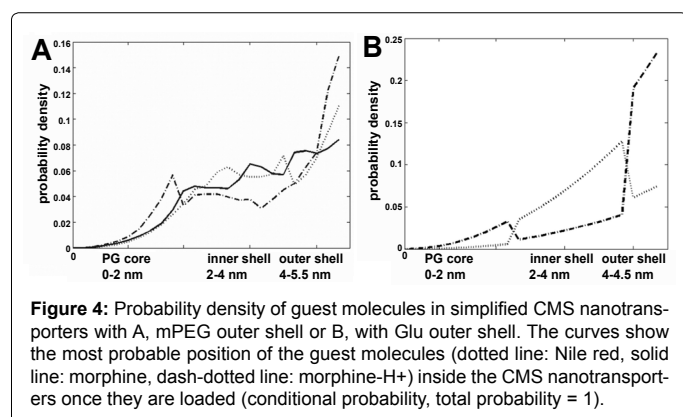 A
0.16
0.14
0.12
0.10
0.08
0.06
0.04
0.02
0
0
probability density
PG core
0-2 nm
inner shell
2-4 nm
outer shell
4-5.5 nm
B
0.25
0.2
0.15
0.1
0.05
0
0
probability density
PG core
0-2 nm
inner shell
2-4 nm
outer shell
4-4.5 nm
Figure 4: Probability density of guest molecules in simplified CMS nanotrans-
porters with A, mPEG outer shell or B, with Glu outer shell. The curves show
the most probable position of the guest molecules (dotted line: Nile red, solid
line: morphine, dash-dotted line: morphine-H+) inside the CMS nanotransport-
ers once they are loaded (conditional probability, total probability = 1).